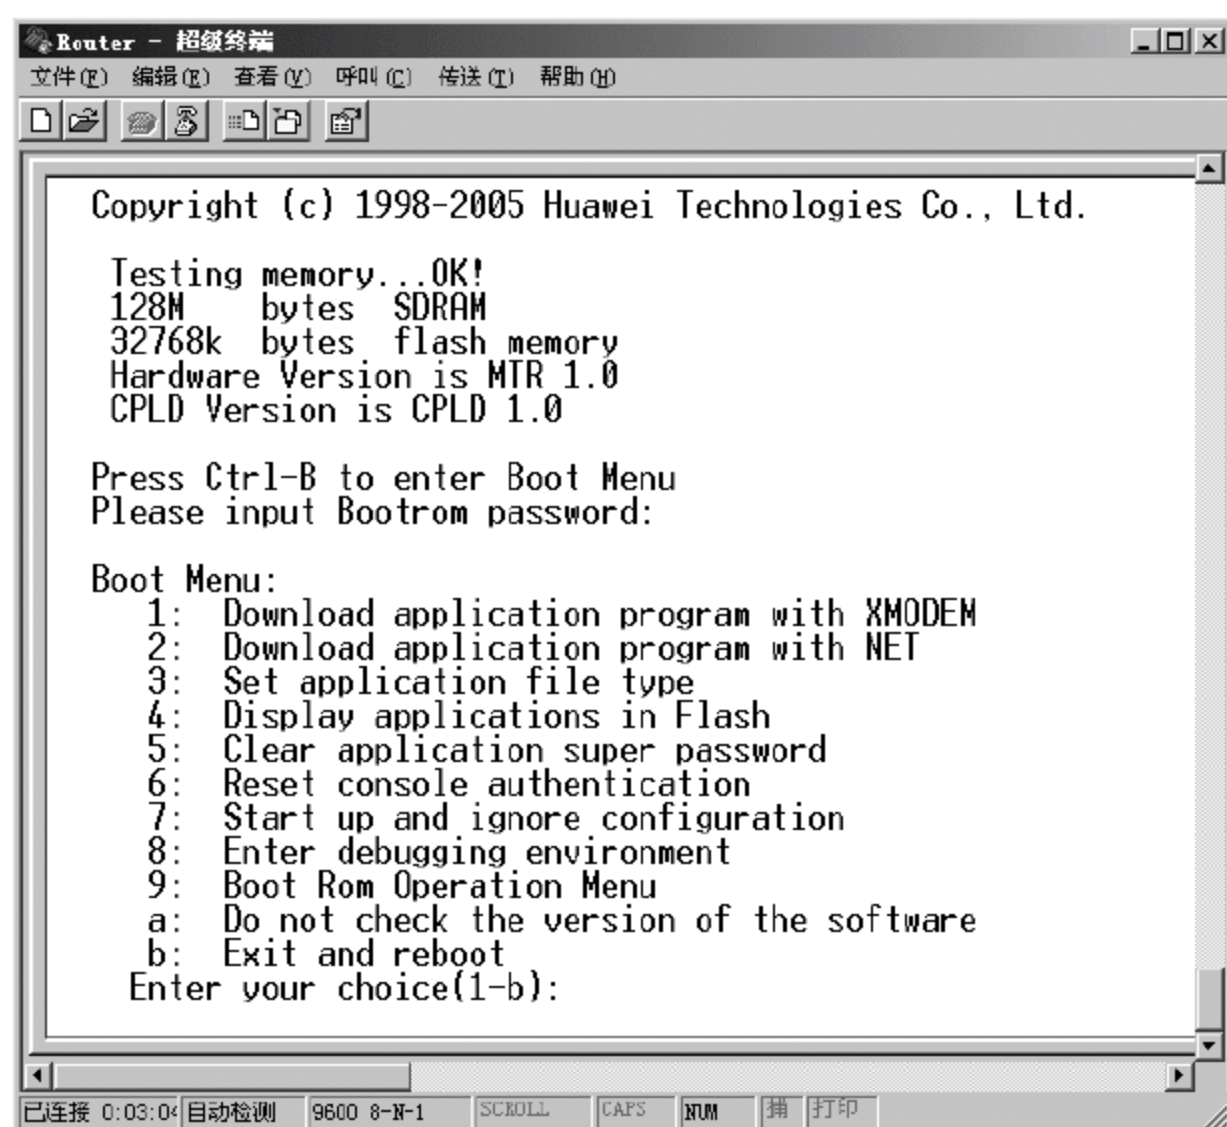 Router - 超级终端
文件(F) 编辑(E) 查看(V) 呼叫(C) 传送(T) 帮助(H)
Copyright (c) 1998-2005 Huawei Technologies Co., Ltd.
Testing memory...OK!
128M bytes SDRAM
32768k bytes flash memory
Hardware Version is MTR 1.0
CPLD Version is CPLD 1.0
Press Ctrl-B to enter Boot Menu
Please input Bootrom password:
Boot Menu:
1: Download application program with XMODEM
2: Download application program with NET
3: Set application file type
4: Display applications in Flash
5: Clear application super password
6: Reset console authentication
7: Start up and ignore configuration
8: Enter debugging environment
9: Boot Rom Operation Menu
a: Do not check the version of the software
b: Exit and reboot
Enter your choice(1-b):
已连接 0:03:04 自动检测 9600 8-N-1 SCROLL CAPS NUM 捕 打印